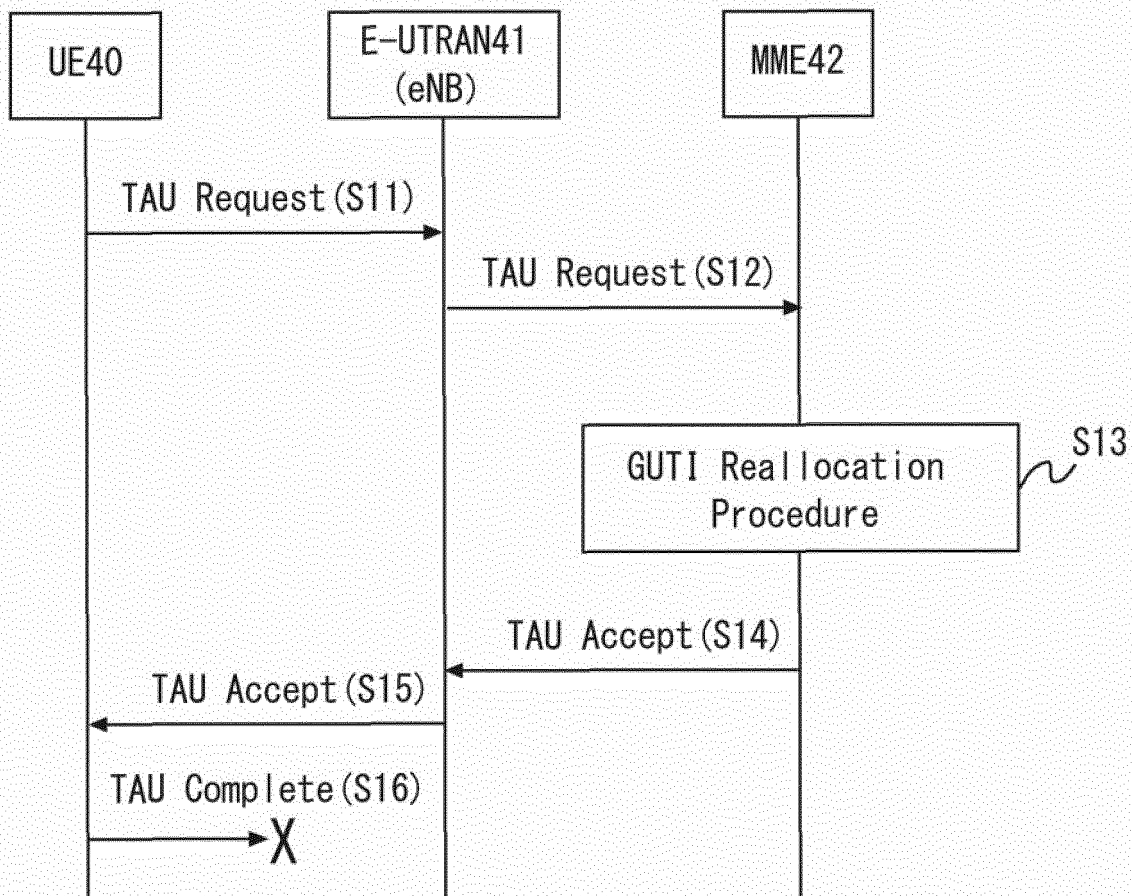 UE40
E-UTRAN41
(eNB)
MME42
TAU Request(S11)
TAU Request(S12)
GUTI Reallocation
Procedure
S13
TAU Accept(S14)
TAU Accept(S15)
TAU Complete(S16)
X